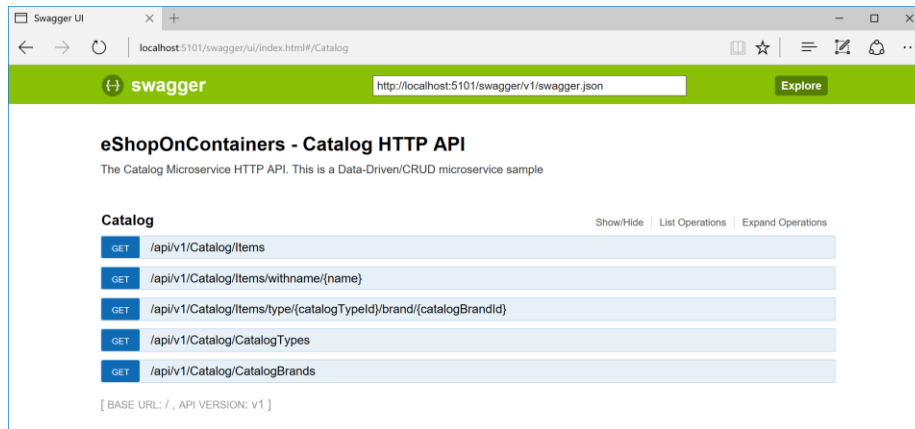 Swagger UI
localhost:5101/swagger/ui/index.html#/Catalog
{-} swagger http://localhost:5101/swagger/v1/swagger.json Explore
eShopOnContainers - Catalog HTTP API
The Catalog Microservice HTTP API. This is a Data-Driven/CRUD microservice sample
Catalog Show/Hide List Operations Expand Operations
GET /api/v1/Catalog/Items
GET /api/v1/Catalog/Items/withname/{name}
GET /api/v1/Catalog/Items/type/{catalogTypeId}/brand/{catalogBrandId}
GET /api/v1/Catalog/CatalogTypes
GET /api/v1/Catalog/CatalogBrands
[ BASE URL: / , API VERSION: v1 ]